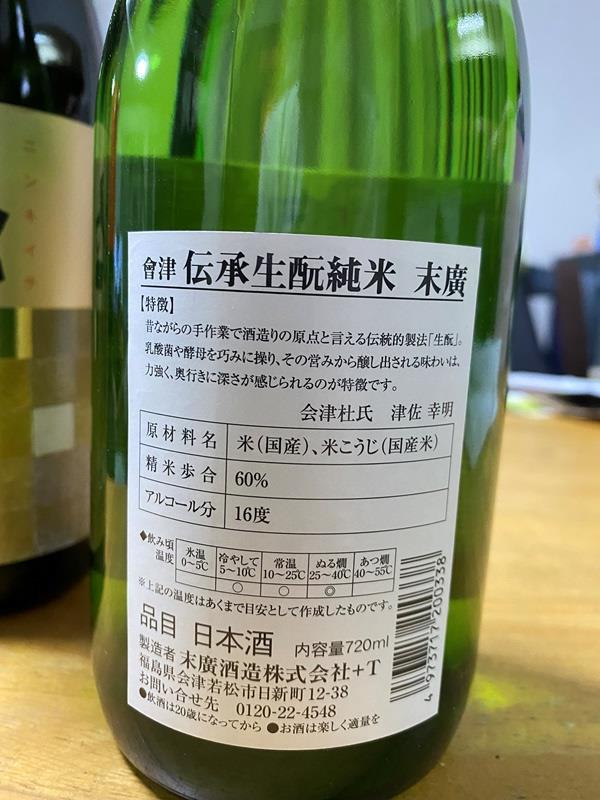 ニンキイチ
會津 伝承生酛純米 末廣
【特徴】
昔ながらの手作業で酒造りの原点と言える伝統的製法「生酛」。
乳酸菌や酵母を巧みに操り、その営みから醸し出される味わいは、
力強く、奥行きに深さが感じられるのが特徴です。
会津杜氏 津佐 幸明
原材料名 米(国産)、米こうじ(国産米)
精米歩合 60%
アルコール分 16度
◆飲み頃温度
氷温 0~5℃ 冷やして 5~10℃ 常温 10~25℃ ぬる燗 25~40℃ あつ燗 40~55℃
○ ○ ◎
※上記の温度はあくまで目安として作成したものです。
品目 日本酒 内容量720ml
製造者 末廣酒造株式会社+T
福島県会津若松市日新町12-38
お問い合せ先 0120-22-4548
●飲酒は20歳になってから ●お酒は楽しく適量を
4 973717 200338